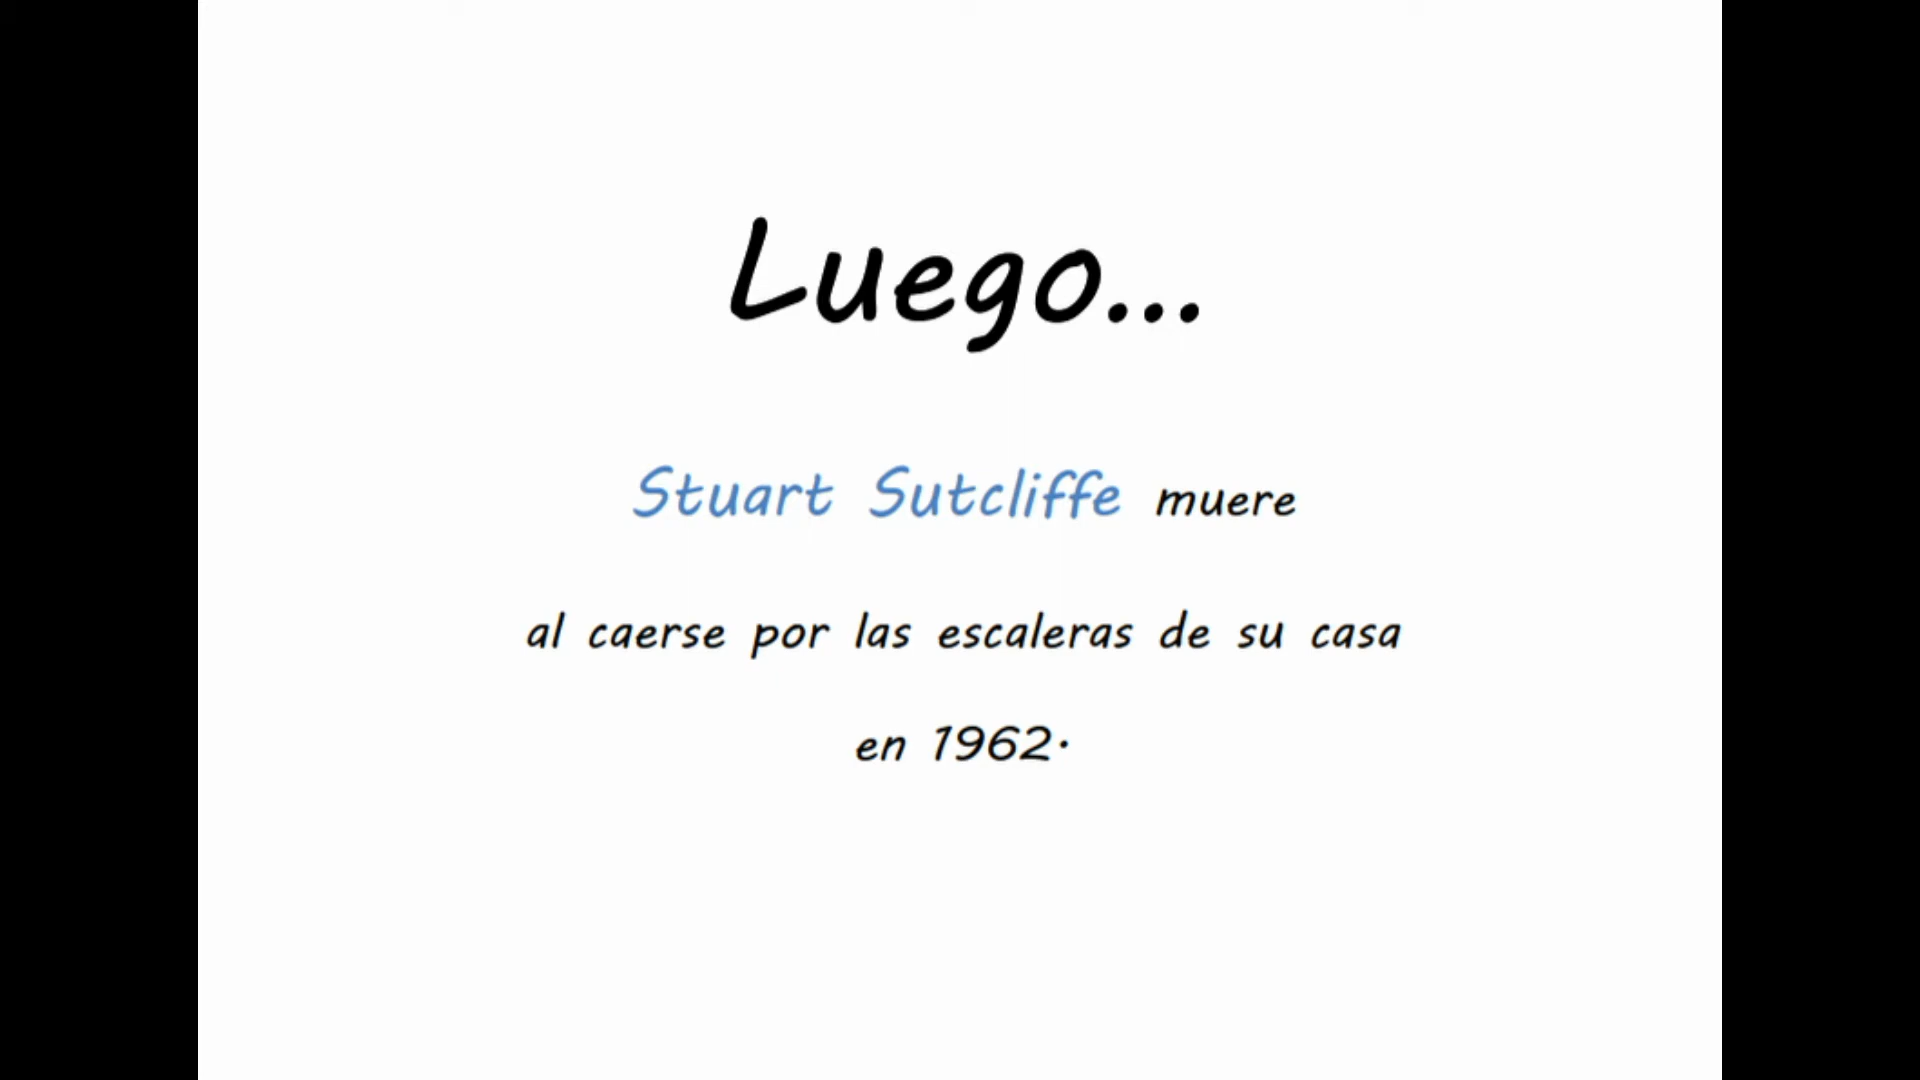 Luego...
Stuart Sutcliffe muere
al caerse por las escaleras de su casa
en 1962.